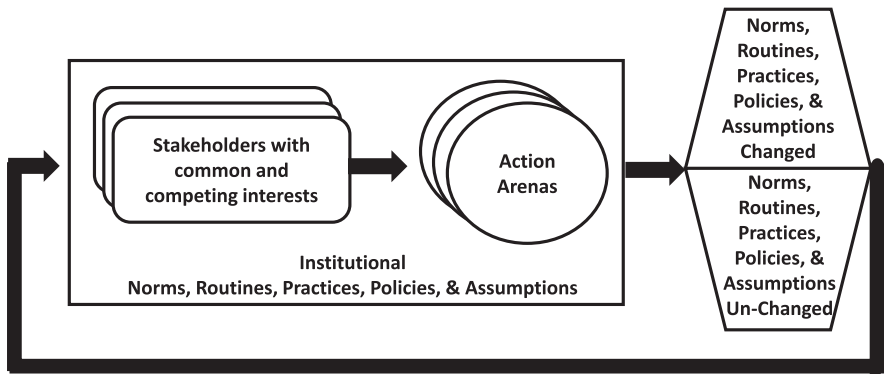 Stakeholders with
common and
competing interests
Action
Arenas
Institutional
Norms, Routines, Practices, Policies, & Assumptions
Norms,
Routines,
Practices,
Policies, &
Assumptions
Changed
Norms,
Routines,
Practices,
Policies, &
Assumptions
Un-Changed